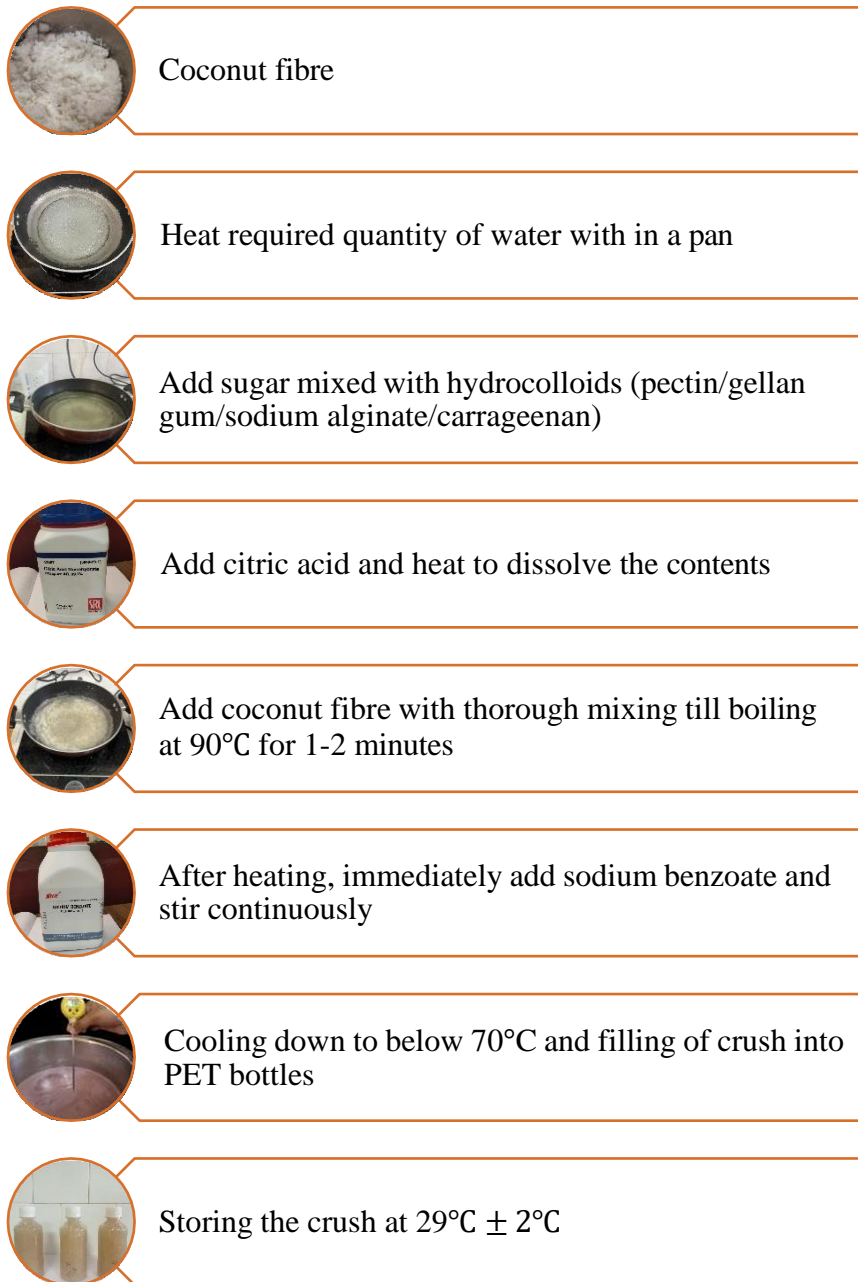 Coconut fibre
Heat required quantity of water with in a pan
Add sugar mixed with hydrocolloids (pectin/gellan
gum/sodium alginate/carrageenan)
Add citric acid and heat to dissolve the contents
Add coconut fibre with thorough mixing till boiling
at 90℃ for 1-2 minutes
After heating, immediately add sodium benzoate and
stir continuously
Cooling down to below 70°C and filling of crush into
PET bottles
Storing the crush at 29℃ ± 2℃